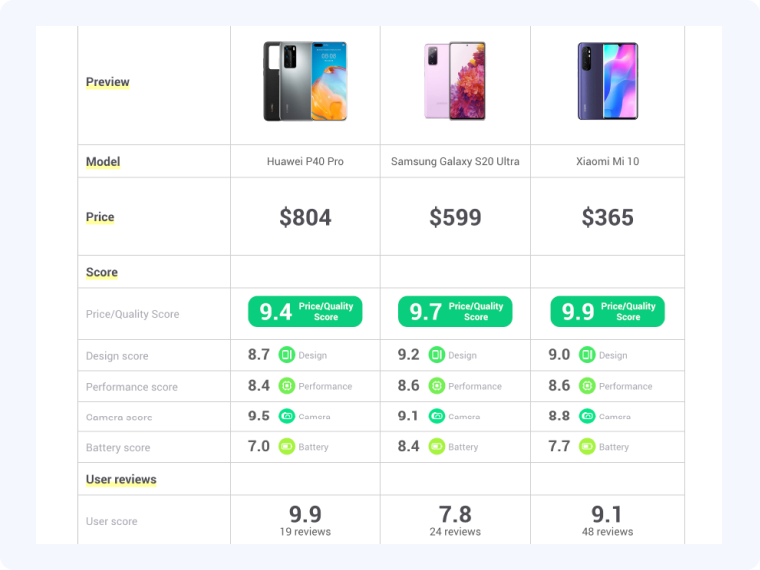 Preview
Model
Huawei P40 Pro
Samsung Galaxy S20 Ultra
Xiaomi Mi 10
Price
$804
$599
$365
Score
Price/Quality Score
9.4 Price/Quality
Score
9.7 Price/Quality
Score
9.9 Price/Quality
Score
Design score
8.7 Design
9.2 Design
9.0 Design
Performance score
8.4 Performance
8.6 Performance
8.6 Performance
Camera score
9.5 Camera
9.1 Camera
8.8 Camera
Battery score
7.0 Battery
8.4 Battery
7.7 Battery
User reviews
User score
9.9
19 reviews
7.8
24 reviews
9.1
48 reviews